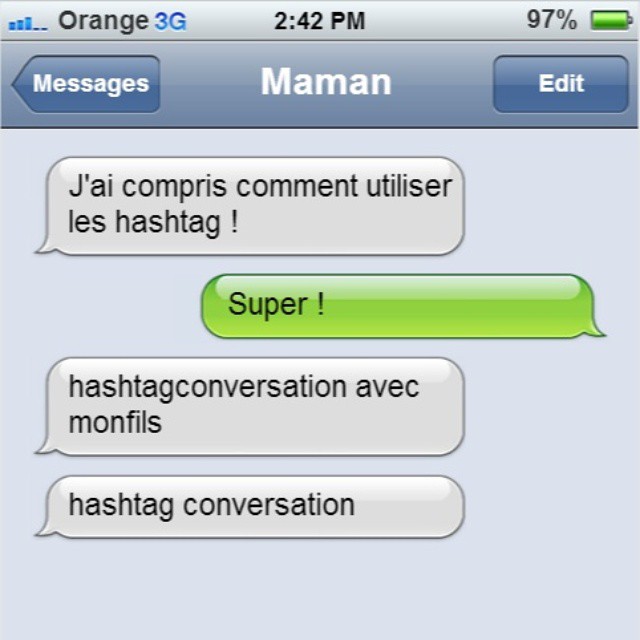 Orange 3G 2:42 PM 97%
Messages Maman Edit
J'ai compris comment utiliser
les hashtag !
Super !
hashtagconversation avec
monfils
hashtag conversation